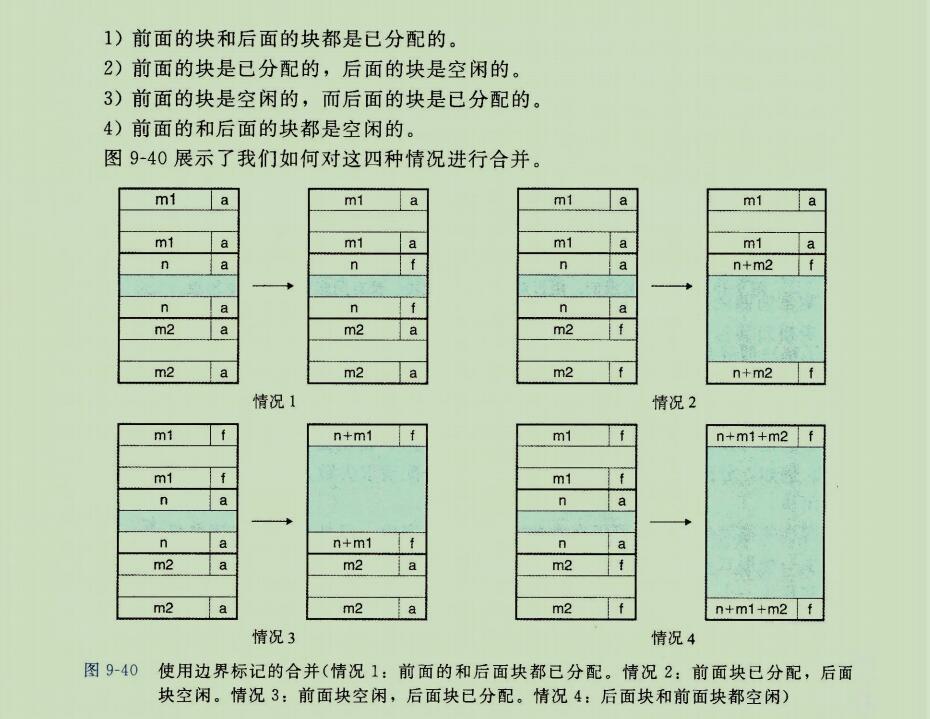 1）前面的块和后面的块都是已分配的。
2）前面的块是已分配的，后面的块是空闲的。
3）前面的块是空闲的，而后面的块是已分配的。
4）前面的和后面的块都是空闲的。
图 9-40 展示了我们如何对这四种情况进行合并。
m1 a
m1 a
n a
n a
m2 a
m2 a
m1 a
m1 a
n f
n f
m2 a
m2 a
情况 1
m1 a
m1 a
n a
n a
m2 f
m2 f
m1 a
m1 a
n+m2 f
n+m2 f
情况 2
m1 f
m1 f
n a
n a
m2 a
m2 a
n+m1 f
n+m1 f
m2 a
m2 a
情况 3
m1 f
m1 f
n a
n a
m2 f
m2 f
n+m1+m2 f
n+m1+m2 f
情况 4
图 9-40 使用边界标记的合并（情况 1：前面的和后面块都已分配。情况 2：前面块已分配，后面
块空闲。情况 3：前面块空闲，后面块已分配。情况 4：后面块和前面块都空闲）